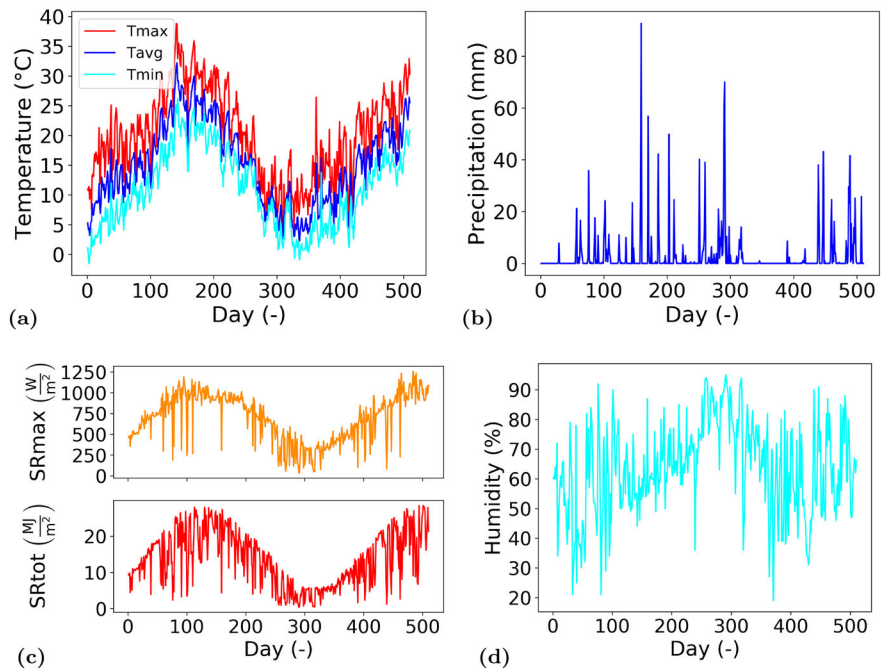 40
35
30
25
20
15
10
5
0
Temperature (°C)
Tmax
Tavg
Tmin
0 100 200 300 400 500
Day (-)
(a)
80
60
40
20
0
Precipitation (mm)
0 100 200 300 400 500
Day (-)
(b)
1250
1000
750
500
250
0
SRmax (W/m²)
20
10
0
SRtot (MJ/m²)
0 100 200 300 400 500
Day (-)
(c)
90
80
70
60
50
40
30
20
Humidity (%)
0 100 200 300 400 500
Day (-)
(d)